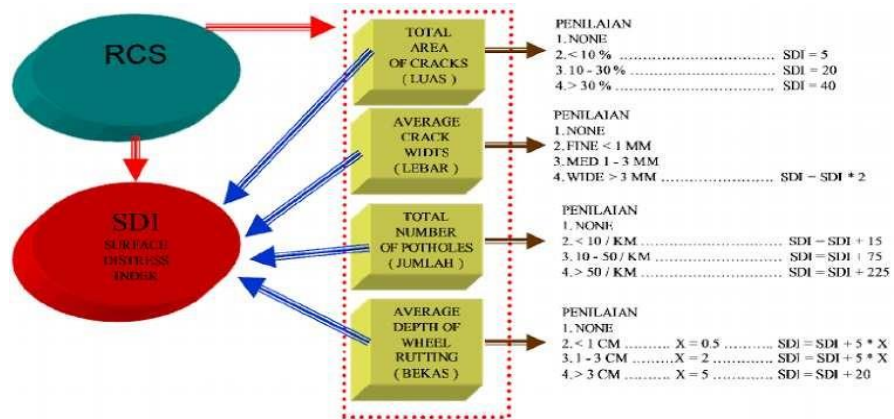 RCS
SDI
SURFACE
DISTRESS
INDEX
TOTAL
AREA
OF CRACKS
( LUAS )
PENILAIAN
1. NONE
2. < 10 % ........................ SDI = 5
3. 10 - 30 % ........................ SDI = 20
4. > 30 % ........................ SDI = 40
AVERAGE
CRACK
WIDTS
( LEBAR )
PENILAIAN
1. NONE
2. FINE < 1 MM
3. MED 1 - 3 MM
4. WIDE > 3 MM ........................ SDI = SDI * 2
TOTAL
NUMBER
OF POTHOLES
( JUMLAH )
PENILAIAN
1. NONE
2. < 10 / KM ........................ SDI = SDI + 15
3. 10 - 50 / KM ........................ SDI = SDI + 75
4. > 50 / KM ........................ SDI = SDI + 225
AVERAGE
DEPTH OF
WHEEL
RUTTING
( BEKAS )
PENILAIAN
1. NONE
2. < 1 CM ............ X = 0.5 ............ SDI = SDI + 5 * X
3. 1 - 3 CM ............ X = 2 ............ SDI = SDI + 5 * X
4. > 3 CM ............ X = 5 ............ SDI = SDI + 20